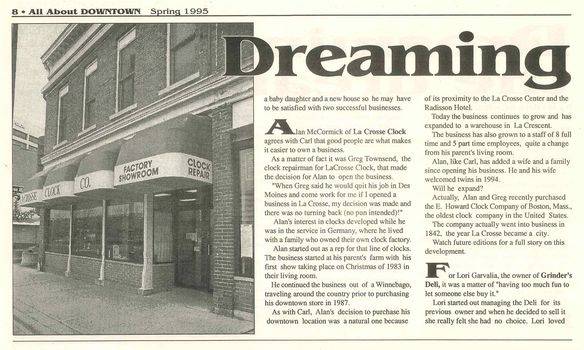 8 • All About DOWNTOWN Spring 1995
Dreaming
CROSSE CLOCK CO.
FACTORY
SHOWROOM
CLOCK
REPAIR
a baby daughter and a new house so he may have
to be satisfied with two successful businesses.
Alan McCormick of La Crosse Clock
agrees with Carl that good people are what makes
it easier to own a business.
As a matter of fact it was Greg Townsend, the
clock repairman for LaCrosse Clock, that made
the decision for Alan to open the business.
"When Greg said he would quit his job in Des
Moines and come work for me if I opened a
business in La Crosse, my decision was made and
there was no turning back (no pun intended)!"
Alan's interest in clocks developed while he
was in the service in Germany, where he lived
with a family who owned their own clock factory.
Alan started out as a rep for that line of clocks.
The business started at his parent's farm with his
first show taking place on Christmas of 1983 in
their living room.
He continued the business out of a Winnebago,
traveling around the country prior to purchasing
his downtown store in 1987.
As with Carl, Alan's decision to purchase his
downtown location was a natural one because
of its proximity to the La Crosse Center and the
Radisson Hotel.
Today the business continues to grow and has
expanded to a warehouse in La Crescent.
The business has also grown to a staff of 8 full
time and 5 part time employees, quite a change
from his parent's living room.
Alan, like Carl, has added a wife and a family
since opening his business. He and his wife
welcomed twins in 1994.
Will he expand?
Actually, Alan and Greg recently purchased
the E. Howard Clock Company of Boston, Mass.,
the oldest clock company in the United States.
The company actually went into business in
1842, the year La Crosse became a city.
Watch future editions for a full story on this
development.
For Lori Garvalia, the owner of Grinder's
Deli, it was a matter of "having too much fun to
let someone else buy it."
Lori started out managing the Deli for its
previous owner and when he decided to sell it
she really felt she had no choice. Lori loved